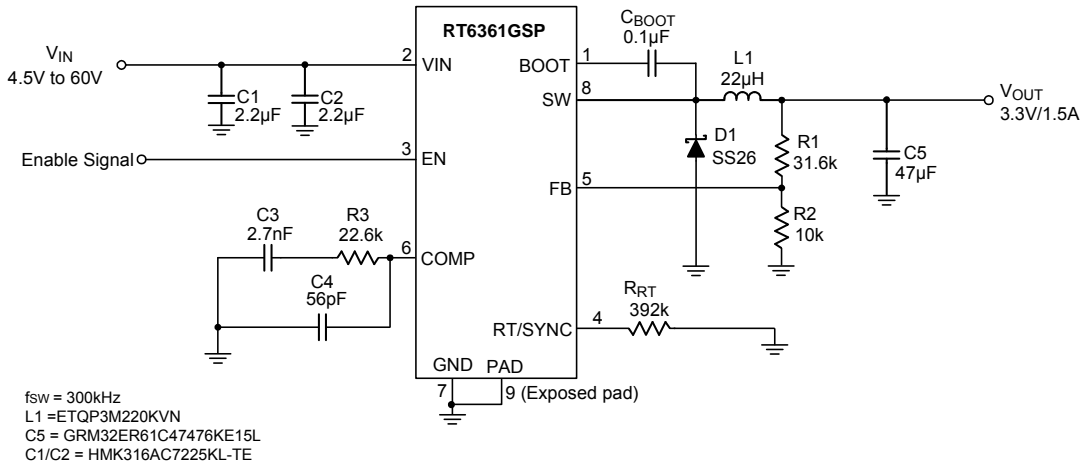 RT6361GSP
VIN
4.5V to 60V
2
VIN
C1
2.2µF
C2
2.2µF
Enable Signal
3
EN
C3
2.7nF
R3
22.6k
6
COMP
C4
56pF
BOOT
1
CBOOT
0.1µF
SW
8
L1
22µH
VOUT
3.3V/1.5A
D1
SS26
R1
31.6k
C5
47µF
FB
5
R2
10k
RT/SYNC
4
RRT
392k
GND
PAD
7
9 (Exposed pad)
fsw = 300kHz
L1 =ETQP3M220KVN
C5 = GRM32ER61C47476KE15L
C1/C2 = HMK316AC7225KL-TE